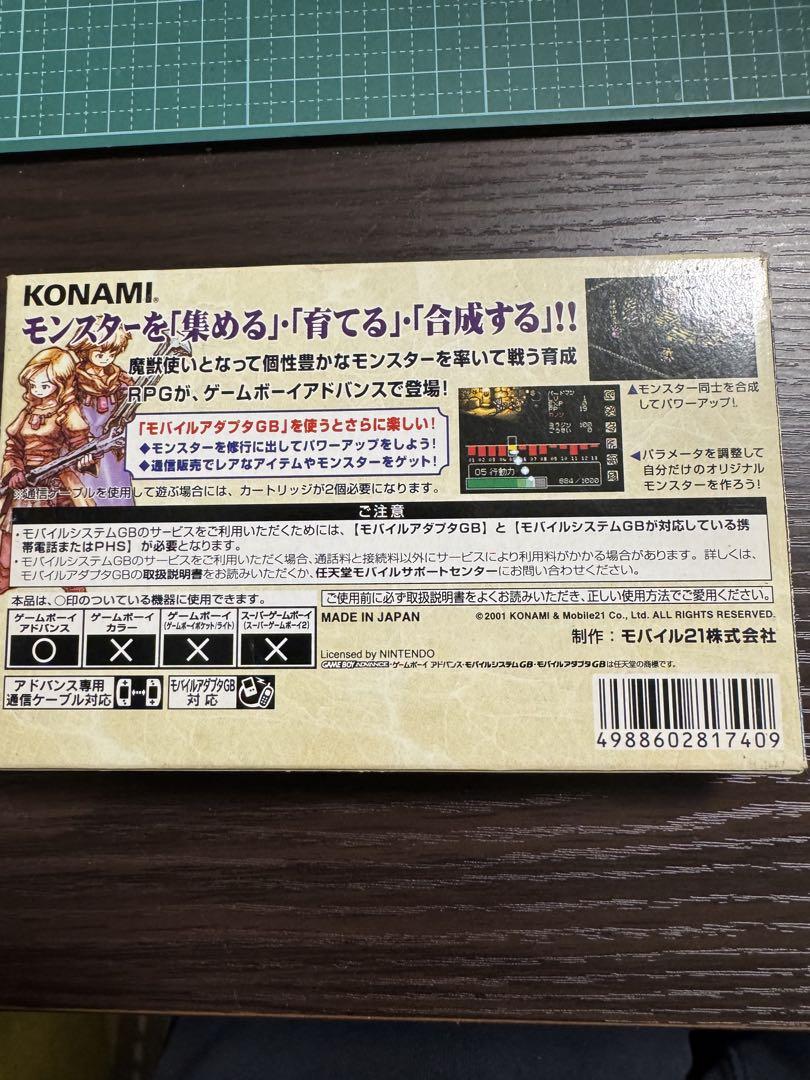 KONAMI®
モンスターを「集める」・「育てる」・「合成する」!!
魔獣使いとなって個性豊かなモンスターを率いて戦う育成
RPGが、ゲームボーイアドバンスで登場!
「モバイルアダプタGB」を使うとさらに楽しい!
◆モンスターを修行に出してパワーアップをしよう!
◆通信販売でレアなアイテムやモンスターをゲット!
※通信ケーブルを使用して遊ぶ場合には、カートリッジが2個必要になります。
▲モンスター同士を合成
してパワーアップ!
◀パラメータを調整して
自分だけのオリジナル
モンスターを作ろう!
05 行動力
884/1000
ご注意
・モバイルシステムGBのサービスをご利用いただくためには、【モバイルアダプタGB】と【モバイルシステムGBが対応している携
帯電話またはPHS】が必要となります。
・モバイルシステムGBのサービスをご利用いただく場合、通話料と接続料以外にサービスにより利用料がかかる場合があります。詳しくは、
モバイルアダプタGBの取扱説明書をお読みいただくか、任天堂モバイルサポートセンターにお問い合わせください。
本品は、○印のついている機器に使用できます。
ゲームボーイ
アドバンス
○
ゲームボーイ
カラー
×
ゲームボーイ
(ゲームボーイポケット/ライト)
×
スーパーゲームボーイ
(スーパーゲームボーイ2)
×
ご使用前に必ず取扱説明書をよくお読みいただき、正しい使用方法でご愛用ください。
MADE IN JAPAN
©2001 KONAMI & Mobile21 Co., Ltd. ALL RIGHTS RESERVED.
制作:モバイル21株式会社
Licensed by NINTENDO
GAME BOY ADVANCE・ゲームボーイ アドバンス・モバイルシステムGB・モバイルアダプタGBは任天堂の商標です。
アドバンス専用
通信ケーブル対応
モバイルアダプタGB
対応
4988602817409